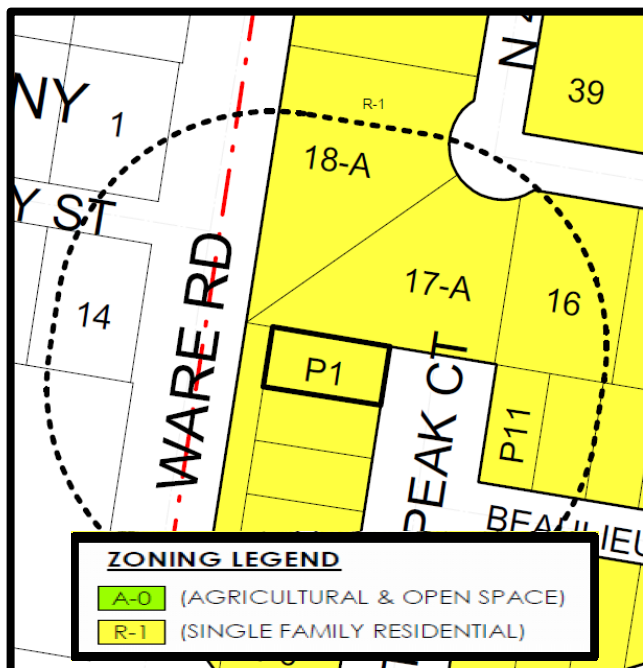 NY
1
N
39
R-1
18-A
Y ST
17-A
16
14
WARE RD
P1
PEAK CT
P11
BEAULIEU
ZONING LEGEND
A-0 (AGRICULTURAL & OPEN SPACE)
R-1 (SINGLE FAMILY RESIDENTIAL)